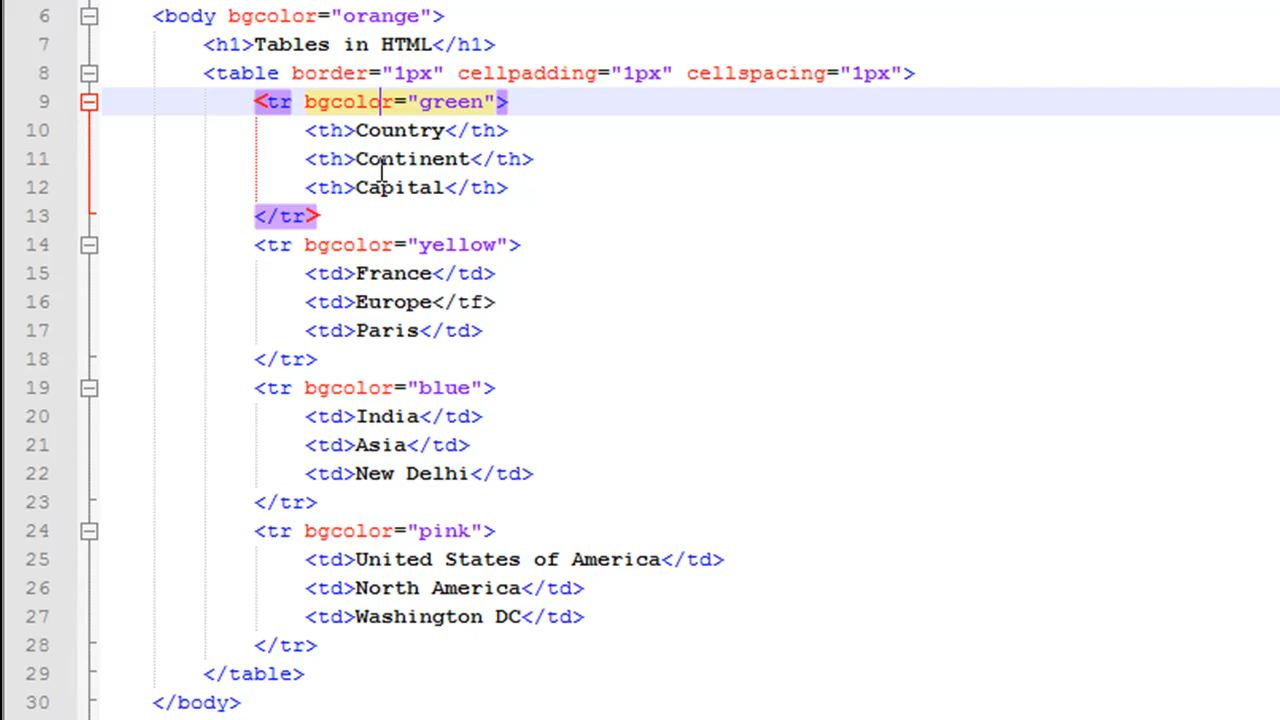 6 <body bgcolor="orange">
7 <h1>Tables in HTML</h1>
8 <table border="1px" cellpadding="1px" cellspacing="1px">
9 <tr bgcolor="green">
10 <th>Country</th>
11 <th>Continent</th>
12 <th>Capital</th>
13 </tr>
14 <tr bgcolor="yellow">
15 <td>France</td>
16 <td>Europe</tf>
17 <td>Paris</td>
18 </tr>
19 <tr bgcolor="blue">
20 <td>India</td>
21 <td>Asia</td>
22 <td>New Delhi</td>
23 </tr>
24 <tr bgcolor="pink">
25 <td>United States of America</td>
26 <td>North America</td>
27 <td>Washington DC</td>
28 </tr>
29 </table>
30 </body>